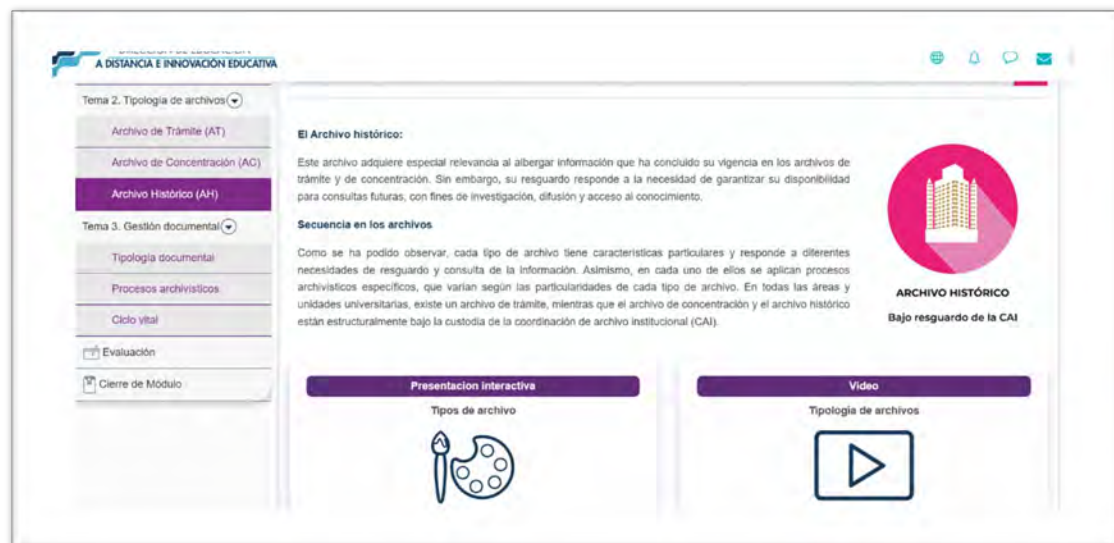 A DISTANCIA E INNOVACIÓN EDUCATIVA
Tema 2. Tipología de archivos
Archivo de Trámite (AT)
Archivo de Concentración (AC)
Archivo Histórico (AH)
Tema 3. Gestión documental
Tipología documental
Procesos archivísticos
Ciclo vital
Evaluación
Cierre de Módulo
El Archivo histórico:
Este archivo adquiere especial relevancia al albergar información que ha concluido su vigencia en los archivos de
trámite y de concentración. Sin embargo, su resguardo responde a la necesidad de garantizar su disponibilidad
para consultas futuras, con fines de investigación, difusión y acceso al conocimiento.
Secuencia en los archivos
Como se ha podido observar, cada tipo de archivo tiene características particulares y responde a diferentes
necesidades de resguardo y consulta de la información. Asimismo, en cada uno de ellos se aplican procesos
archivísticos específicos, que varían según las particularidades de cada tipo de archivo. En todas las áreas y
unidades universitarias, existe un archivo de trámite, mientras que el archivo de concentración y el archivo histórico
están estructuralmente bajo la custodia de la coordinación de archivo institucional (CAI).
ARCHIVO HISTÓRICO
Bajo resguardo de la CAI
Presentacion interactiva
Tipos de archivo
Video
Tipología de archivos